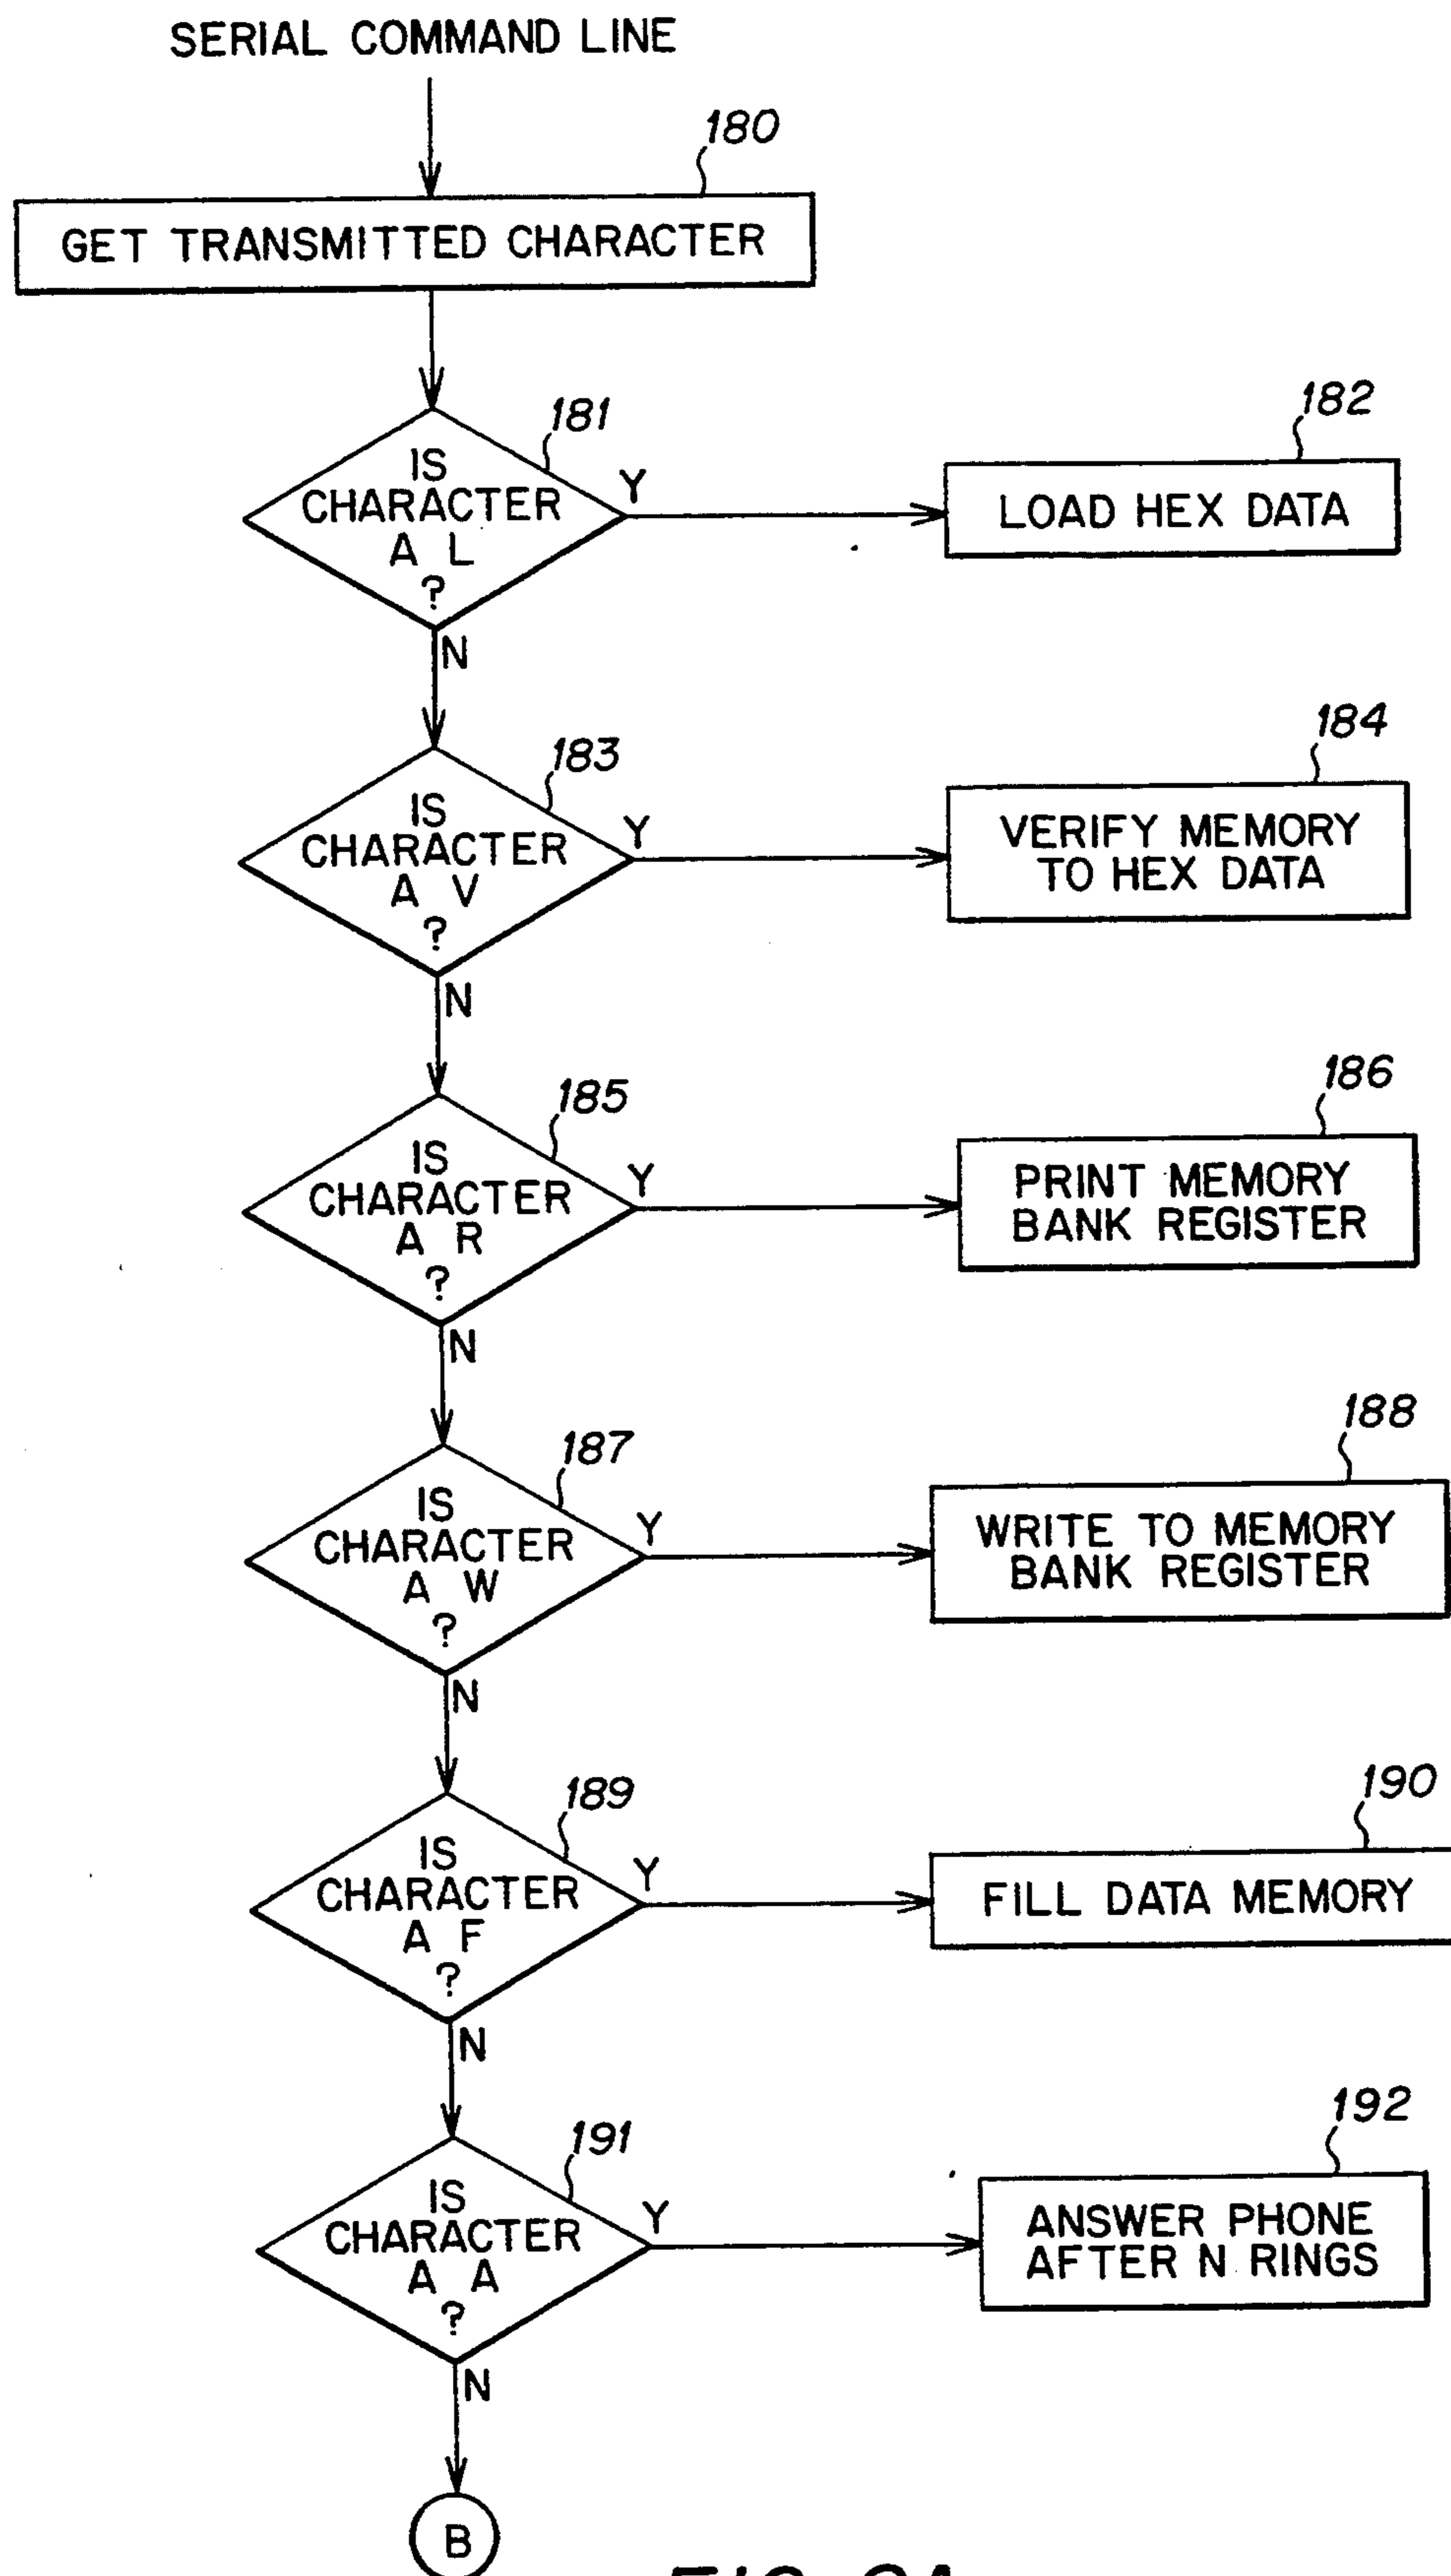 SERIAL COMMAND LINE
180
GET TRANSMITTED CHARACTER
181
IS
CHARACTER
A L
?
Y
N
182
LOAD HEX DATA
183
IS
CHARACTER
A V
?
Y
N
184
VERIFY MEMORY
TO HEX DATA
185
IS
CHARACTER
A R
?
Y
N
186
PRINT MEMORY
BANK REGISTER
187
IS
CHARACTER
A W
?
Y
N
188
WRITE TO MEMORY
BANK REGISTER
189
IS
CHARACTER
A F
?
Y
N
190
FILL DATA MEMORY
191
IS
CHARACTER
A A
?
Y
N
192
ANSWER PHONE
AFTER N RINGS
B